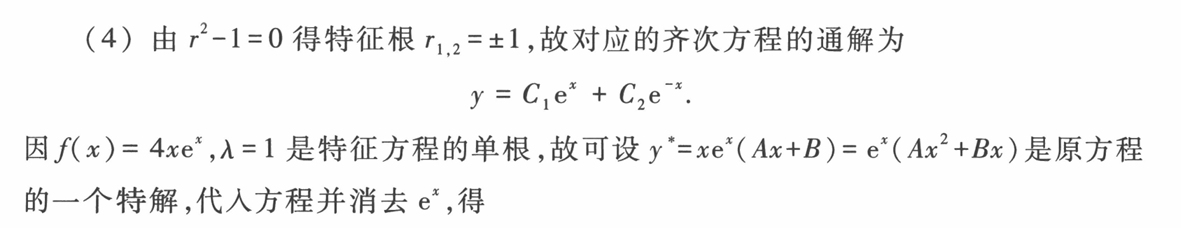 (4) 由 r²-1=0 得特征根 r₁,₂=±1,故对应的齐次方程的通解为
y = C₁eˣ + C₂e⁻ˣ.
因 f(x)= 4xeˣ,λ=1 是特征方程的单根,故可设 y*=xeˣ(Ax+B)= eˣ(Ax²+Bx)是原方程
的一个特解,代入方程并消去 eˣ,得